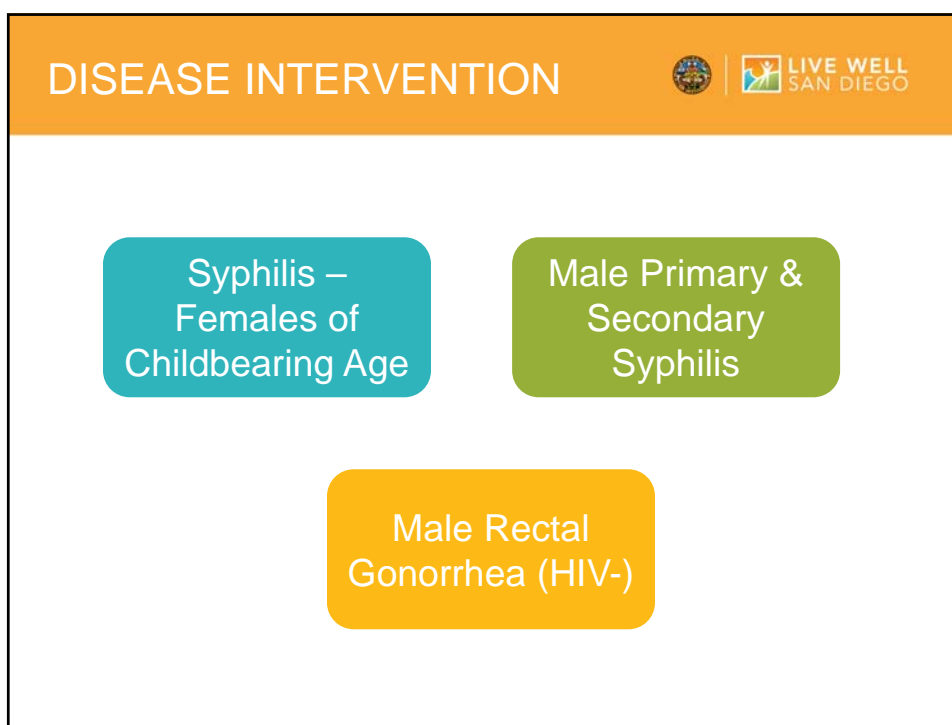 DISEASE INTERVENTION
LIVE WELL
SAN DIEGO
Syphilis –
Females of
Childbearing Age
Male Primary &
Secondary
Syphilis
Male Rectal
Gonorrhea (HIV-)